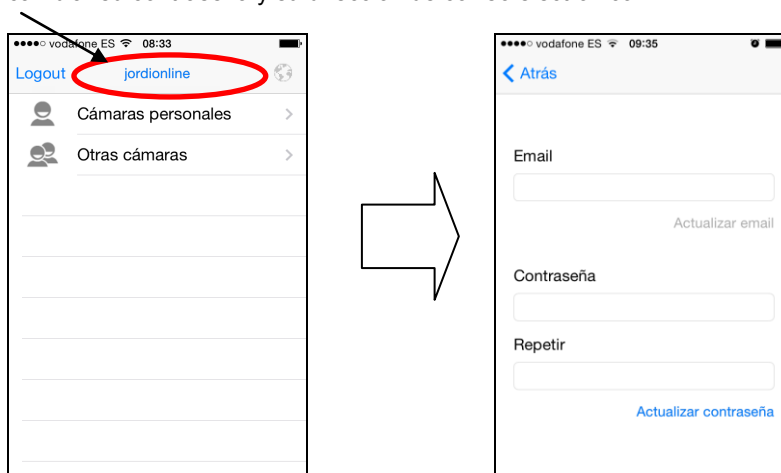 vodafone ES 08:33
Logout jordionline
Cámaras personales
Otras cámaras
vodafone ES 09:35
Atrás
Email
Actualizar email
Contraseña
Repetir
Actualizar contraseña